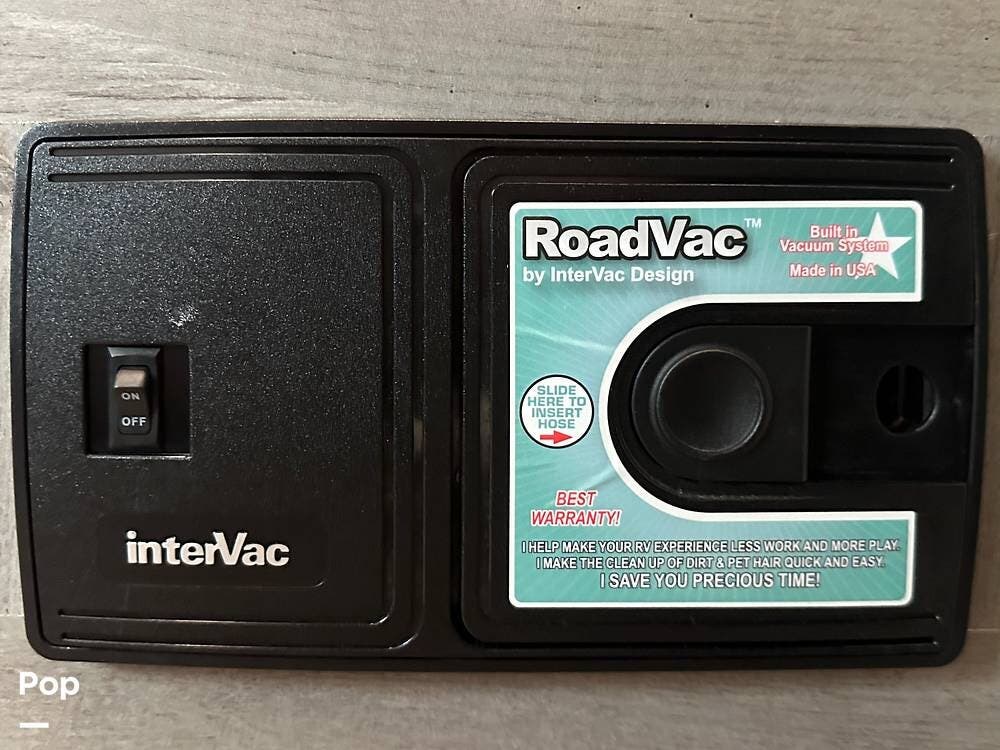 RoadVac™
by InterVac Design
Built in
Vacuum System
Made in USA
ON
OFF
SLIDE
HERE TO
INSERT
HOSE
BEST
WARRANTY!
I HELP MAKE YOUR RV EXPERIENCE LESS WORK AND MORE PLAY.
I MAKE THE CLEAN UP OF DIRT & PET HAIR QUICK AND EASY.
I SAVE YOU PRECIOUS TIME!
interVac
Pop